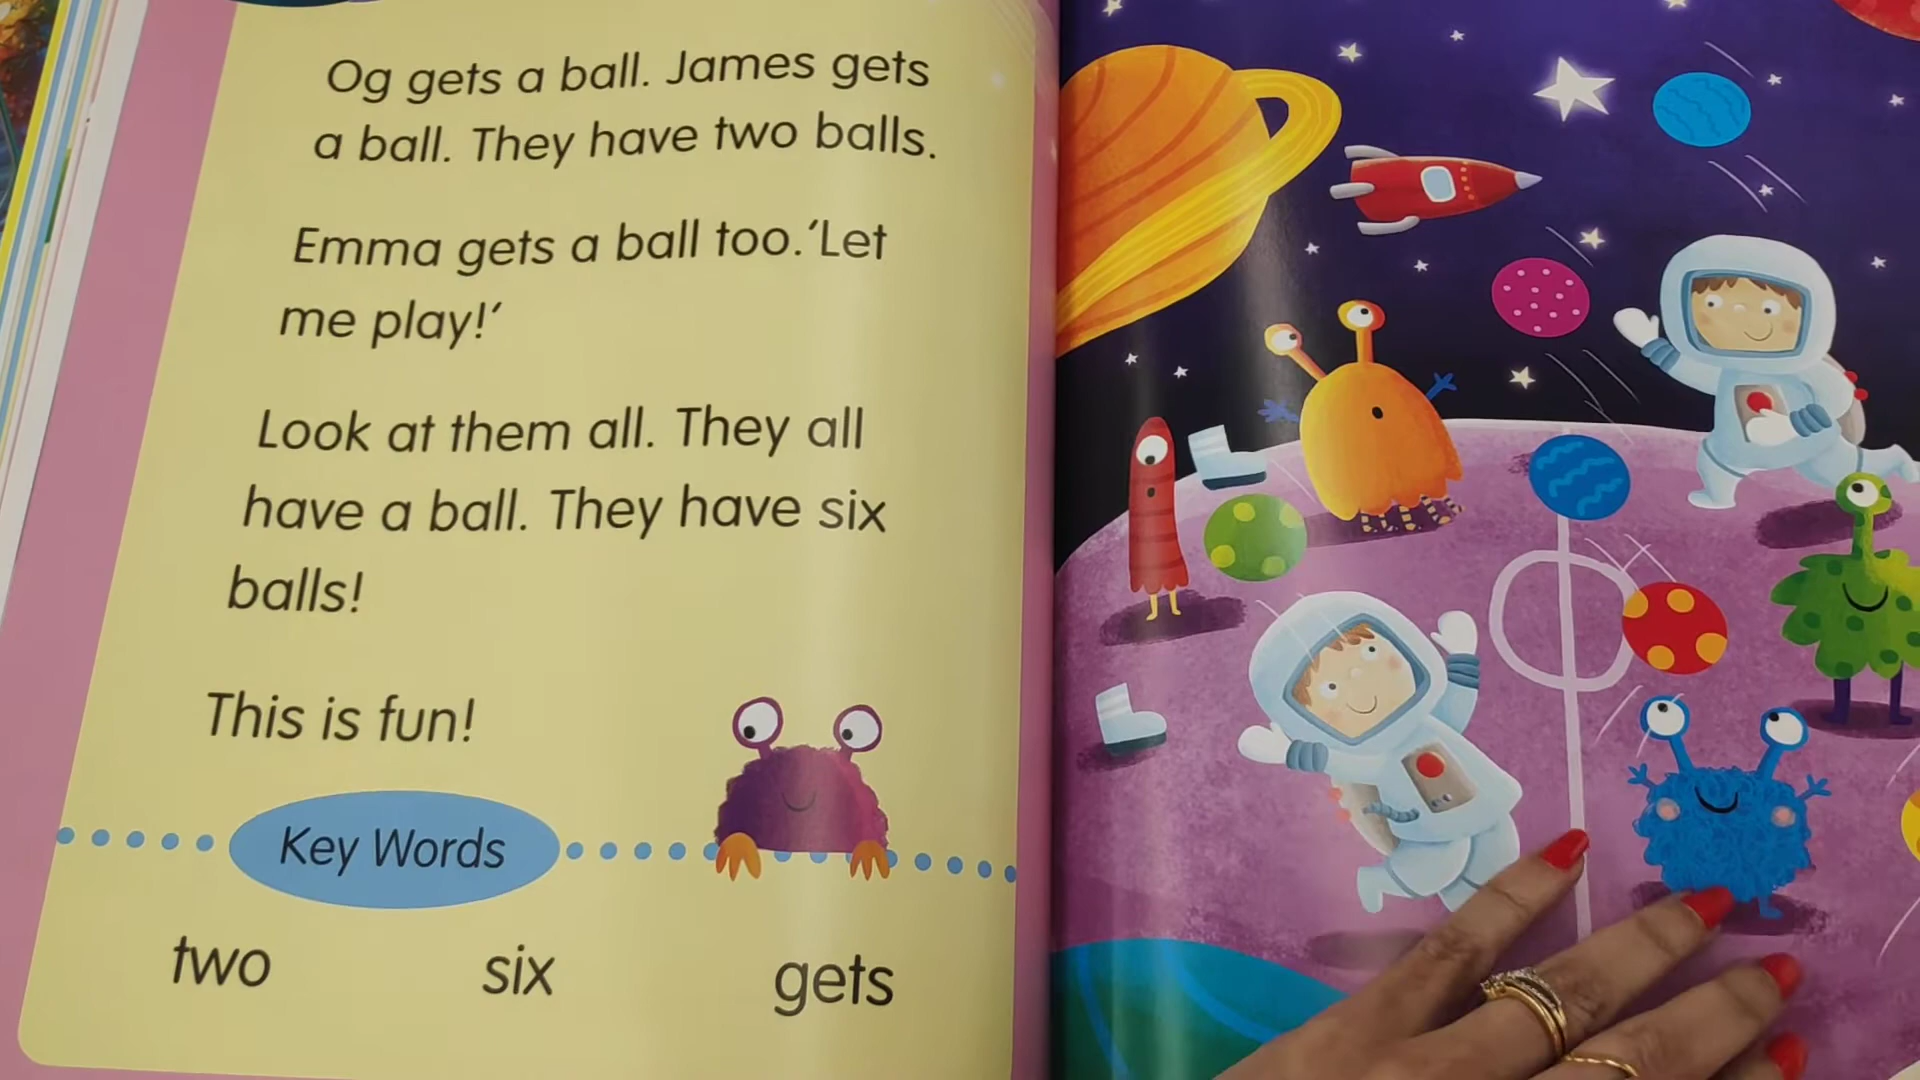 Og gets a ball. James gets
a ball. They have two balls.
Emma gets a ball too. ‘Let
me play!’
Look at them all. They all
have a ball. They have six
balls!
This is fun!
Key Words
two six gets